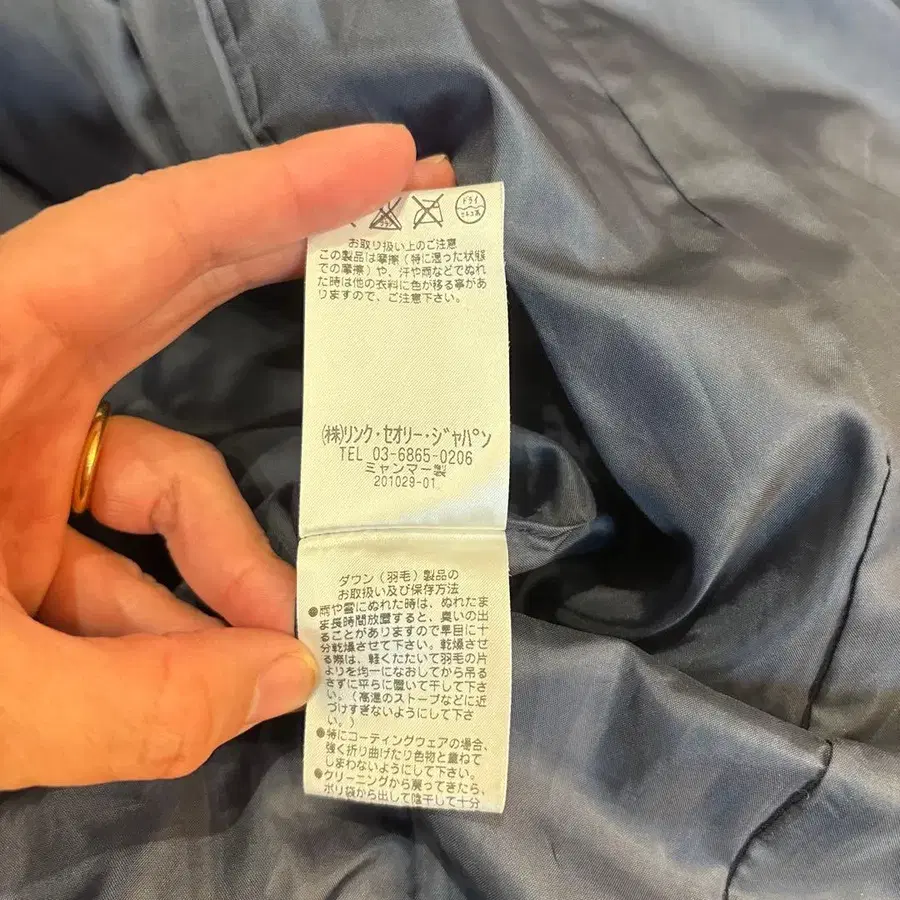 ドライ
セキユ系
お取り扱い上のご注意
この製品は摩擦(特に湿った状態
での摩擦)や、汗や雨などでぬれ
た時は他の衣料に色が移る事があ
りますので、ご注意下さい。
(株)リンク・セオリー・ジャパン
TEL 03-6865-0206
ミャンマー製
201029-01
ダウン(羽毛)製品の
お取扱い及び保存方法
●雨や雪にぬれた時は、ぬれたま
ま長時間放置すると、臭いの出
ることがありますので早目に十
分乾燥させて下さい。乾燥させ
る際は、軽くたたいて羽毛の片
よりを均一になおしてから吊る
さずに平らに置いて干して下さ
い。(高温のストーブなどに近
づけすぎないようにして下さ
い。)
●特にコーティングウェアの場合、
強く折り曲げたり色物と重ねて
しまわないようにして下さい。
●クリーニングから戻ってきたら、
ポリ袋から出して陰干して十分